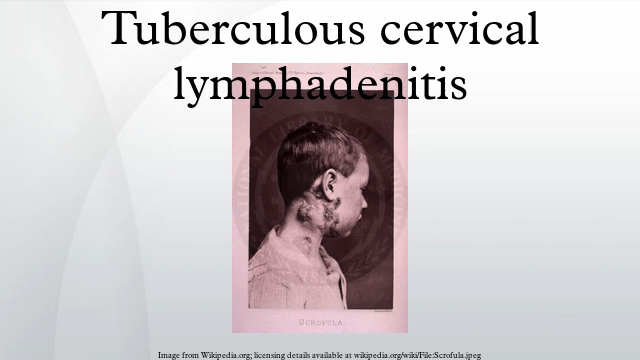 Tuberculous cervical
lymphadenitis
SCROFULA.
Image from Wikipedia.org; licensing details available at wikipedia.org/wiki/File:Scrofula.jpeg